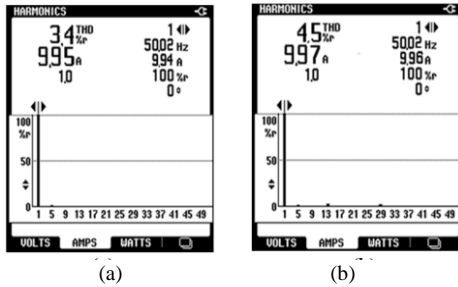 HARMONICS
3,4 THD %r 1
9,95 A 50,02 Hz
9,94 A
1,0 100 %r
0°
100
%r
50
0
1 5 9 13 17 21 25 29 33 37 41 45 49
VOLTS AMPS WATTS
(a)
HARMONICS
4,5 THD %r 1
9,97 A 50,02 Hz
9,96 A
1,0 100 %r
0°
100
%r
50
0
1 5 9 13 17 21 25 29 33 37 41 45 49
VOLTS AMPS WATTS
(b)